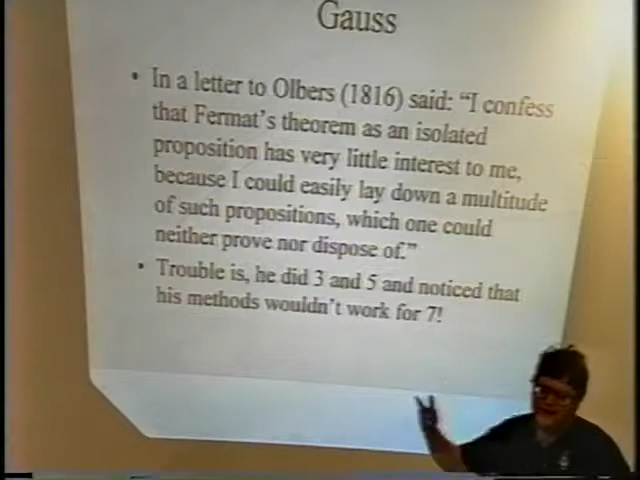 Gauss
• In a letter to Olbers (1816) said: “I confess
that Fermat’s theorem as an isolated
proposition has very little interest to me,
because I could easily lay down a multitude
of such propositions, which one could
neither prove nor dispose of.”
• Trouble is, he did 3 and 5 and noticed that
his methods wouldn’t work for 7!